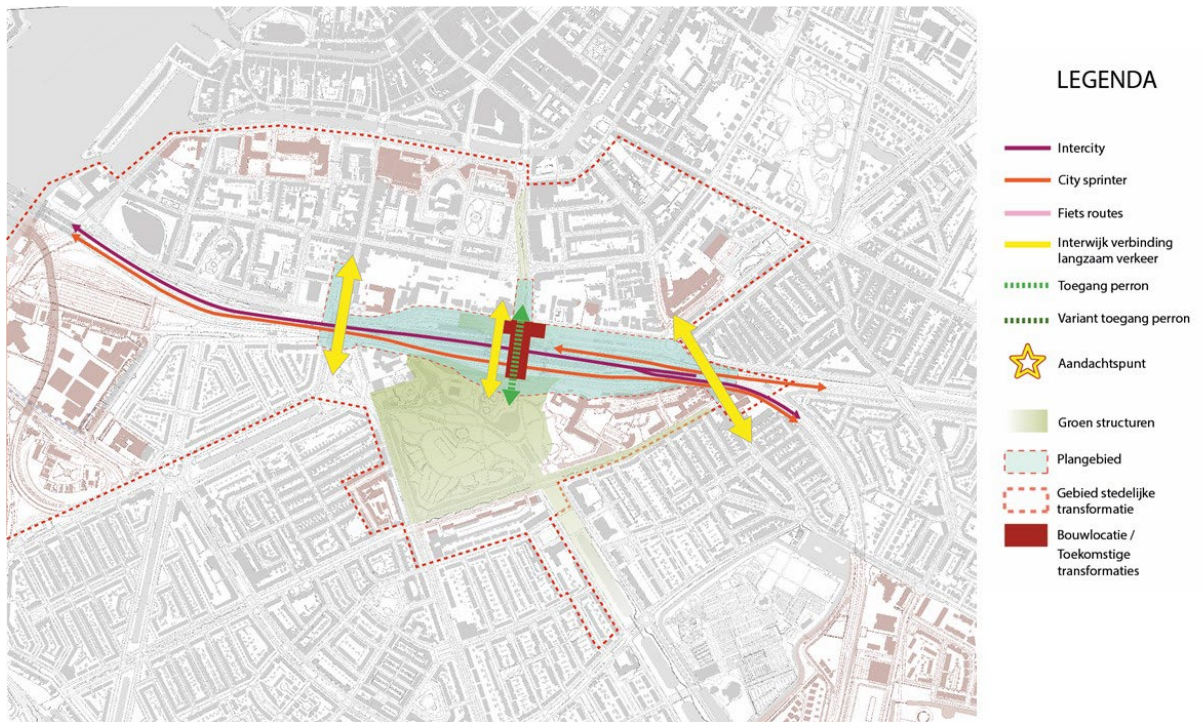 LEGENDA
Intercity
City sprinter
Fiets routes
Interwijk verbinding
langzaam verkeer
Toegang perron
Variant toegang perron
Aandachtspunt
Groen structuren
Plangebied
Gebied stedelijke
transformatie
Bouwlocatie /
Toekomstige
transformaties